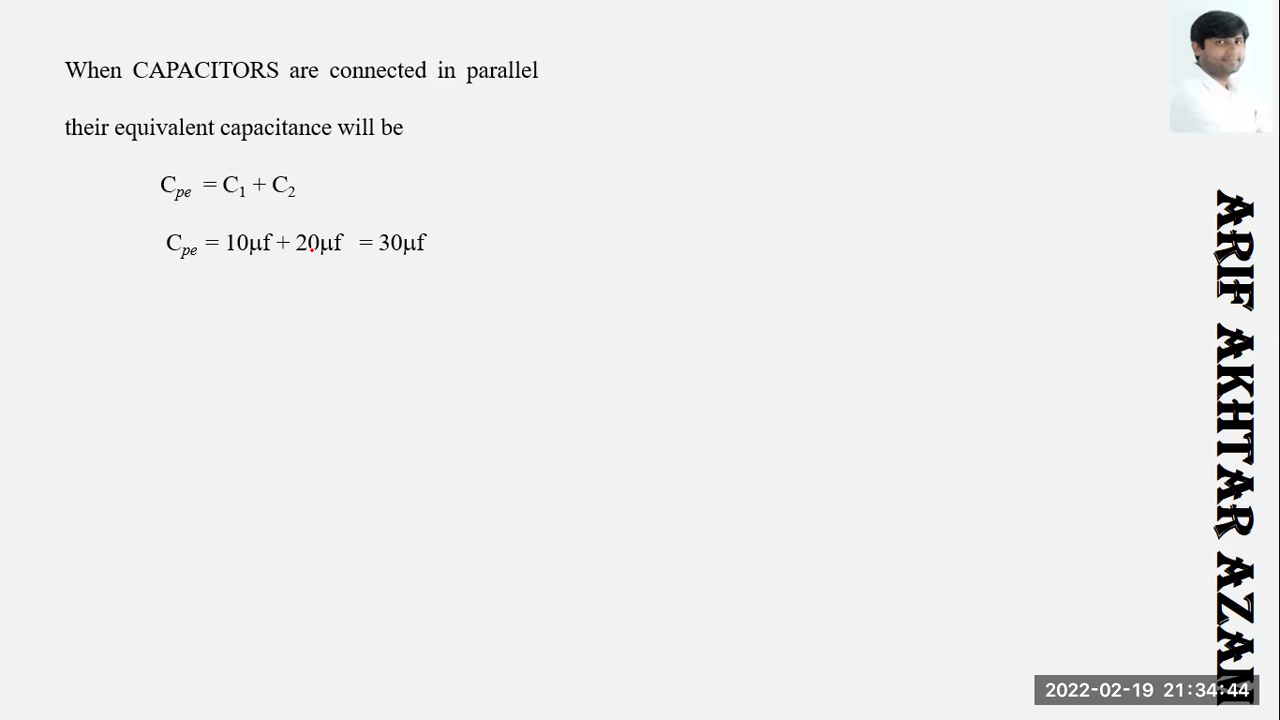 When CAPACITORS are connected in parallel
their equivalent capacitance will be
Cpe = C1 + C2
Cpe = 10μf + 20μf = 30μf
ARIF AKHTAR AZAM
2022-02-19 21:34:44